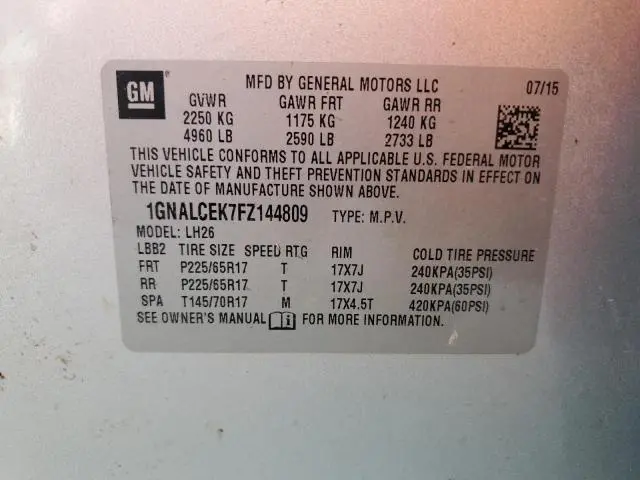 GM
MFD BY GENERAL MOTORS LLC 07/15
GVWR GAWR FRT GAWR RR
2250 KG 1175 KG 1240 KG
4960 LB 2590 LB 2733 LB
THIS VEHICLE CONFORMS TO ALL APPLICABLE U.S. FEDERAL MOTOR
VEHICLE SAFETY AND THEFT PREVENTION STANDARDS IN EFFECT ON
THE DATE OF MANUFACTURE SHOWN ABOVE.
1GNALCEK7FZ144809 TYPE: M.P.V.
MODEL: LH26
LBB2 TIRE SIZE SPEED RTG RIM COLD TIRE PRESSURE
FRT P225/65R17 T 17X7J 240KPA(35PSI)
RR P225/65R17 T 17X7J 240KPA(35PSI)
SPA T145/70R17 M 17X4.5T 420KPA(60PSI)
SEE OWNER'S MANUAL i FOR MORE INFORMATION.